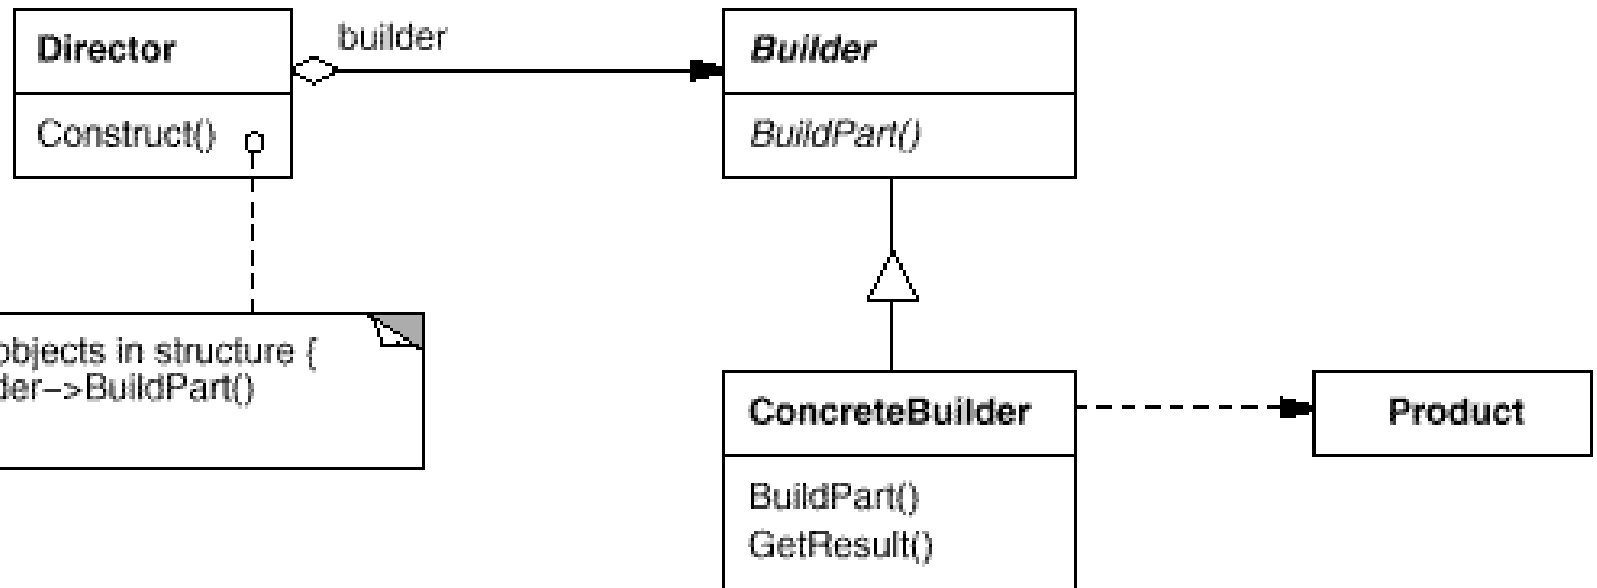 Director
builder
Builder
Construct()
BuildPart()
objects in structure {
der–>BuildPart()
ConcreteBuilder
Product
BuildPart()
GetResult()